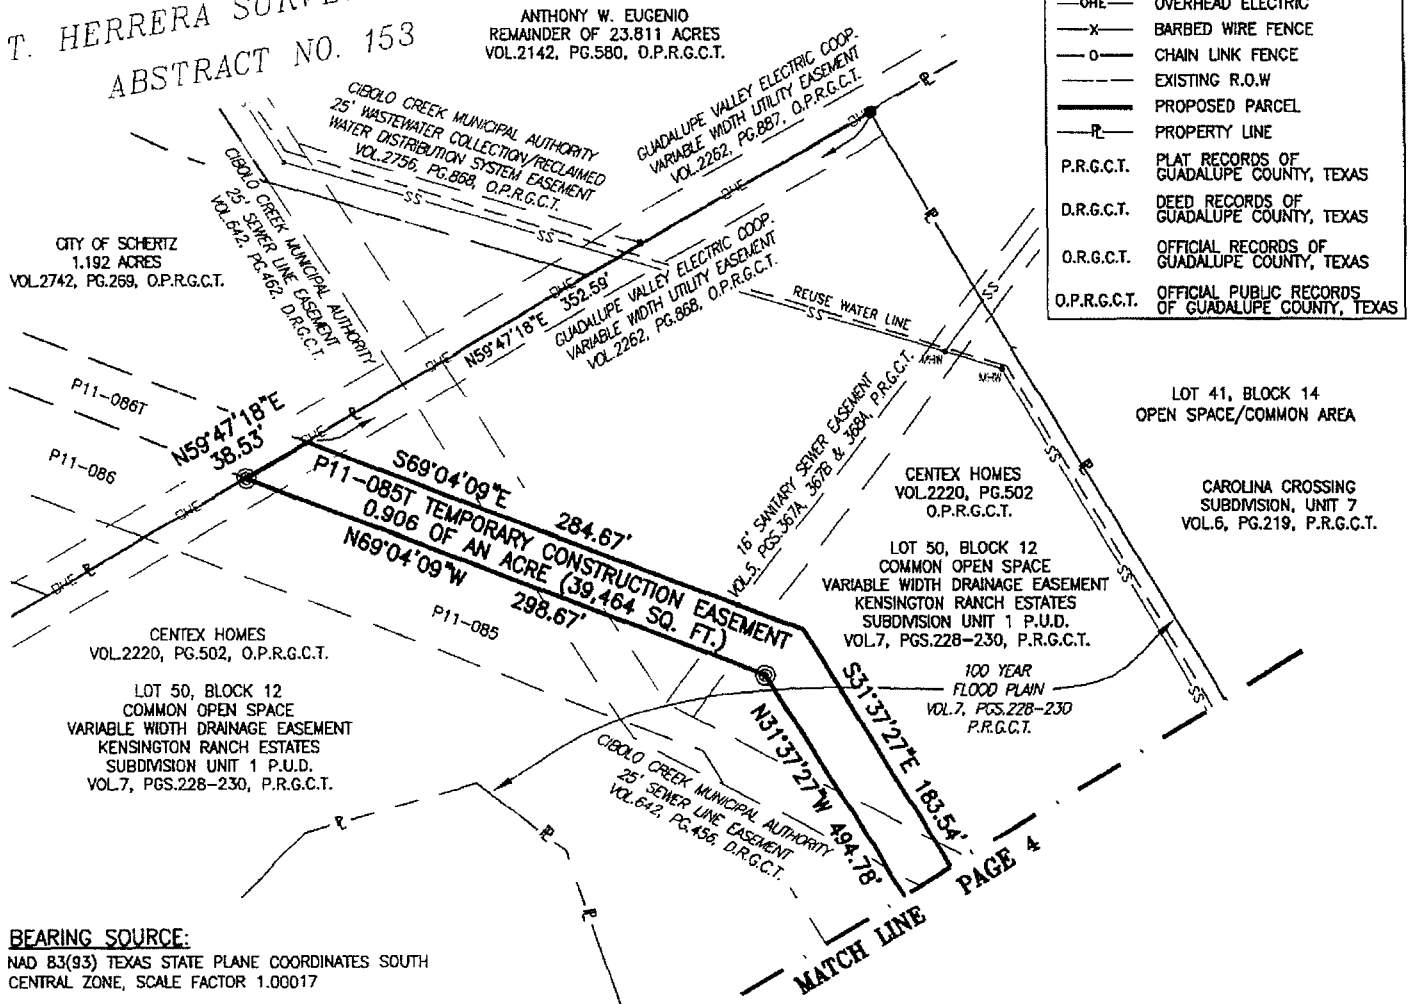 T. HERRERA SURVEY
ABSTRACT NO. 153
ANTHONY W. EUGENIO
REMAINDER OF 23.811 ACRES
VOL.2142, PG.580, O.P.R.G.C.T.
OHE OVERHEAD ELECTRIC
X BARBED WIRE FENCE
O CHAIN LINK FENCE
EXISTING R.O.W
PROPOSED PARCEL
PL PROPERTY LINE
P.R.G.C.T. PLAT RECORDS OF
GUADALUPE COUNTY, TEXAS
D.R.G.C.T. DEED RECORDS OF
GUADALUPE COUNTY, TEXAS
O.R.G.C.T. OFFICIAL RECORDS OF
GUADALUPE COUNTY, TEXAS
O.P.R.G.C.T. OFFICIAL PUBLIC RECORDS
OF GUADALUPE COUNTY, TEXAS
CIBOLO CREEK MUNICIPAL AUTHORITY
25' WASTEWATER COLLECTION/RECLAIMED
WATER DISTRIBUTION SYSTEM EASEMENT
VOL.2756, PG.868, O.P.R.G.C.T.
GUADALUPE VALLEY ELECTRIC COOP.
VARIABLE WIDTH UTILITY EASEMENT
VOL.2262, PG.887, O.P.R.G.C.T.
CIBOLO CREEK MUNICIPAL AUTHORITY
25' SEWER LINE EASEMENT
VOL.642, PG.462, D.R.G.C.T.
CITY OF SCHERTZ
1.192 ACRES
VOL.2742, PG.269, O.P.R.G.C.T.
N59°47'18"E 352.59'
GUADALUPE VALLEY ELECTRIC COOP.
VARIABLE WIDTH UTILITY EASEMENT
VOL.2262, PG.868, O.P.R.G.C.T.
REUSE WATER LINE
SS
MHW
MHW
16' SANITARY SEWER EASEMENT
VOL.5, PGS.367A, 367B & 368A, P.R.G.C.T.
LOT 41, BLOCK 14
OPEN SPACE/COMMON AREA
CAROLINA CROSSING
SUBDIVISION, UNIT 7
VOL.6, PG.219, P.R.G.C.T.
P11-086T
P11-086
N59°47'18"E
38.53'
S69°04'09"E 284.67'
P11-085T TEMPORARY CONSTRUCTION EASEMENT
0.906 OF AN ACRE (39,464 SQ. FT.)
N69°04'09"W 298.67'
P11-085
CENTEX HOMES
VOL.2220, PG.502
O.P.R.G.C.T.
LOT 50, BLOCK 12
COMMON OPEN SPACE
VARIABLE WIDTH DRAINAGE EASEMENT
KENSINGTON RANCH ESTATES
SUBDIVISION UNIT 1 P.U.D.
VOL.7, PGS.228-230, P.R.G.C.T.
100 YEAR
FLOOD PLAIN
VOL.7, PGS.228-230
P.R.G.C.T.
CENTEX HOMES
VOL.2220, PG.502, O.P.R.G.C.T.
LOT 50, BLOCK 12
COMMON OPEN SPACE
VARIABLE WIDTH DRAINAGE EASEMENT
KENSINGTON RANCH ESTATES
SUBDIVISION UNIT 1 P.U.D.
VOL.7, PGS.228-230, P.R.G.C.T.
S31°37'27"E 183.54'
N31°37'27"W 494.78'
CIBOLO CREEK MUNICIPAL AUTHORITY
25' SEWER LINE EASEMENT
VOL.642, PG.456, D.R.G.C.T.
MATCH LINE PAGE 4
BEARING SOURCE:
NAD 83(93) TEXAS STATE PLANE COORDINATES SOUTH
CENTRAL ZONE, SCALE FACTOR 1.00017